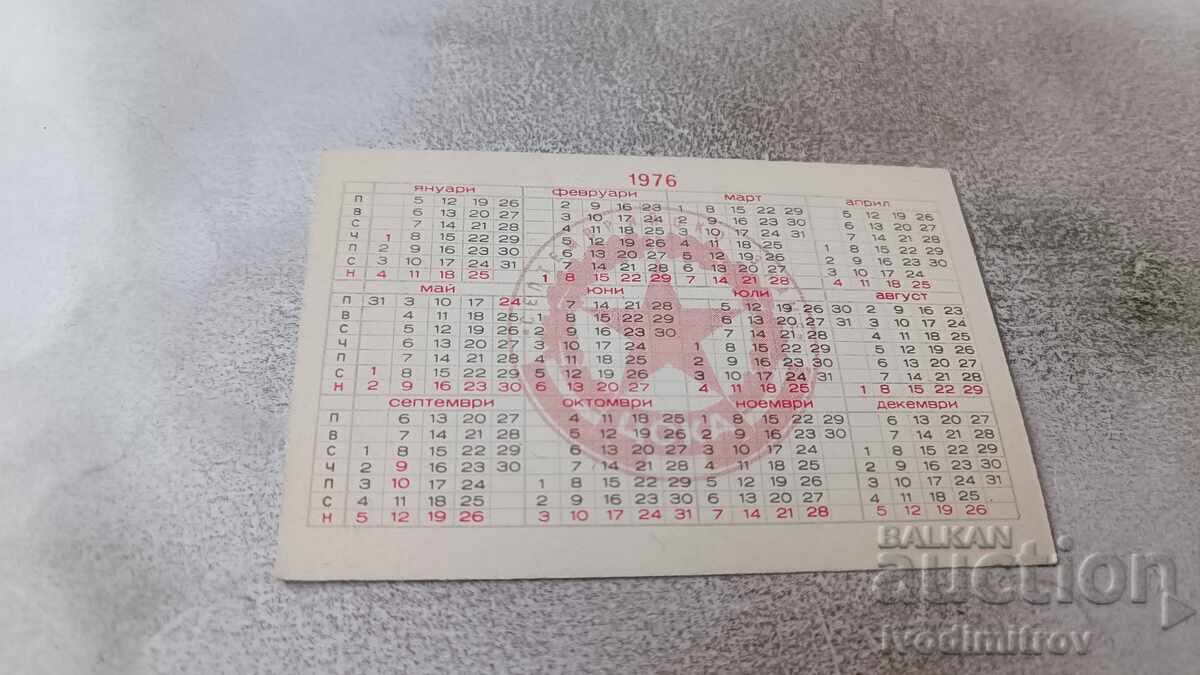 1976
януари февруари март април
П 5 12 19 26 2 9 16 23 1 8 15 22 29 5 12 19 26
В 6 13 20 27 3 10 17 24 2 9 16 23 30 6 13 20 27
С 7 14 21 28 4 11 18 25 3 10 17 24 31 7 14 21 28
Ч 1 8 15 22 29 5 12 19 26 4 11 18 25 1 8 15 22 29
П 2 9 16 23 30 6 13 20 27 5 12 19 26 2 9 16 23 30
С 3 10 17 24 31 7 14 21 28 6 13 20 27 3 10 17 24
Н 4 11 18 25 1 8 15 22 29 7 14 21 28 4 11 18 25
май юни юли август
П 31 3 10 17 24 7 14 21 28 5 12 19 26 30 2 9 16 23
В 4 11 18 25 1 8 15 22 29 6 13 20 27 31 3 10 17 24
С 5 12 19 26 2 9 16 23 30 7 14 21 28 4 11 18 25
Ч 6 13 20 27 3 10 17 24 1 8 15 22 29 5 12 19 26
П 7 14 21 28 4 11 18 25 2 9 16 23 30 6 13 20 27
С 1 8 15 22 29 5 12 19 26 3 10 17 24 31 7 14 21 28
Н 2 9 16 23 30 6 13 20 27 4 11 18 25 1 8 15 22 29
септември октомври ноември декември
П 6 13 20 27 4 11 18 25 1 8 15 22 29 6 13 20 27
В 7 14 21 28 5 12 19 26 2 9 16 23 30 7 14 21 28
С 1 8 15 22 29 6 13 20 27 3 10 17 24 1 8 15 22 29
Ч 2 9 16 23 30 7 14 21 28 4 11 18 25 2 9 16 23 30
П 3 10 17 24 1 8 15 22 29 5 12 19 26 3 10 17 24 31
С 4 11 18 25 2 9 16 23 30 6 13 20 27 4 11 18 25
Н 5 12 19 26 3 10 17 24 31 7 14 21 28 5 12 19 26
ЦСКА
BALKAN
auction
ivodimitrov